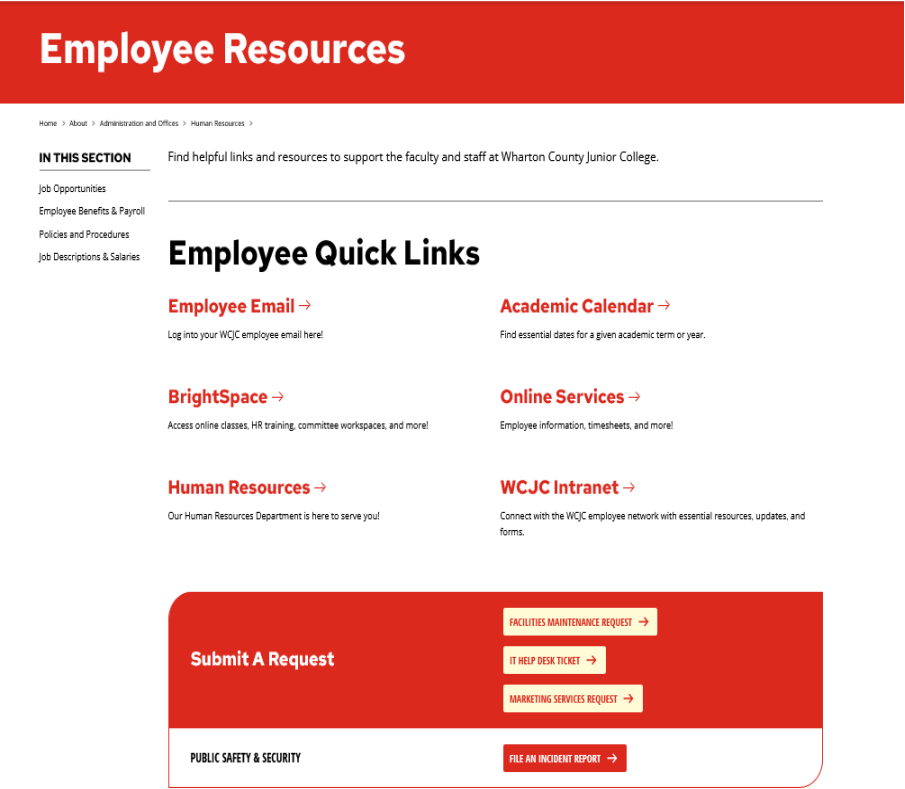 Employee Resources
Home > About > Administration and Offices > Human Resources >
IN THIS SECTION
Job Opportunities
Employee Benefits & Payroll
Policies and Procedures
Job Descriptions & Salaries
Find helpful links and resources to support the faculty and staff at Wharton County Junior College.
Employee Quick Links
Employee Email →
Log into your WCJC employee email here!
Academic Calendar →
Find essential dates for a given academic term or year.
BrightSpace →
Access online classes, HR training, committee workspaces, and more!
Online Services →
Employee information, timesheets, and more!
Human Resources →
Our Human Resources Department is here to serve you!
WCJC Intranet →
Connect with the WCJC employee network with essential resources, updates, and
forms.
Submit A Request
FACILITIES MAINTENANCE REQUEST →
IT HELP DESK TICKET →
MARKETING SERVICES REQUEST →
PUBLIC SAFETY & SECURITY
FILE AN INCIDENT REPORT →